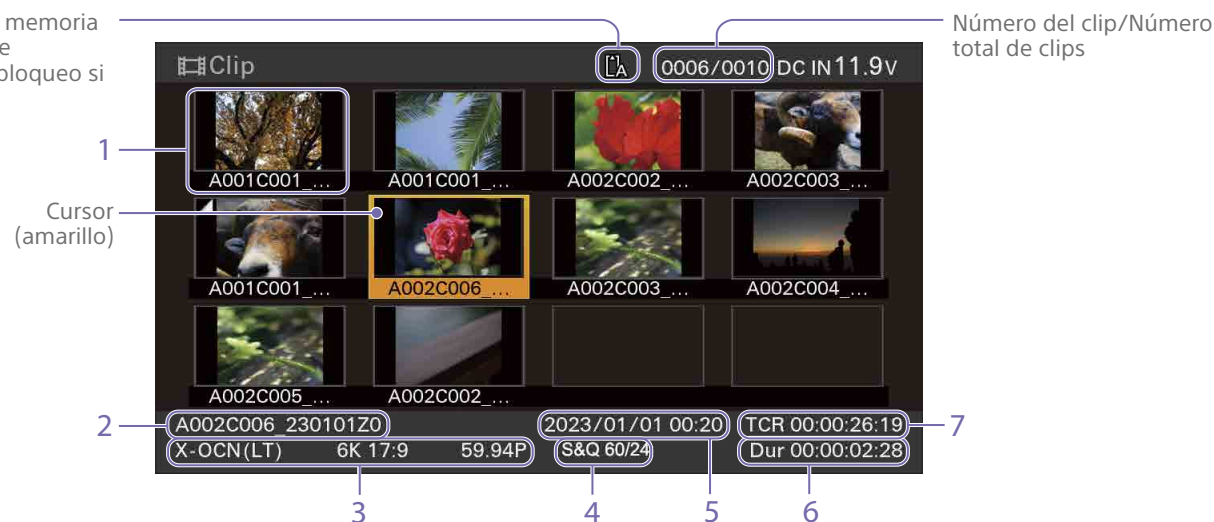 memoria
e
bloqueo si
Número del clip/Número
total de clips
Clip
A
0006/0010
DC IN 11.9V
1
A001C001_...
A001C001_...
A002C002_...
A002C003_...
Cursor
(amarillo)
A001C001_...
A002C006_...
A002C003_...
A002C004_...
A002C005_...
A002C002_...
2
A002C006_230101Z0
2023/01/01 00:20
TCR 00:00:26:19
7
X-OCN(LT)
6K 17:9
59.94P
S&Q 60/24
Dur 00:00:02:28
3
4
5
6